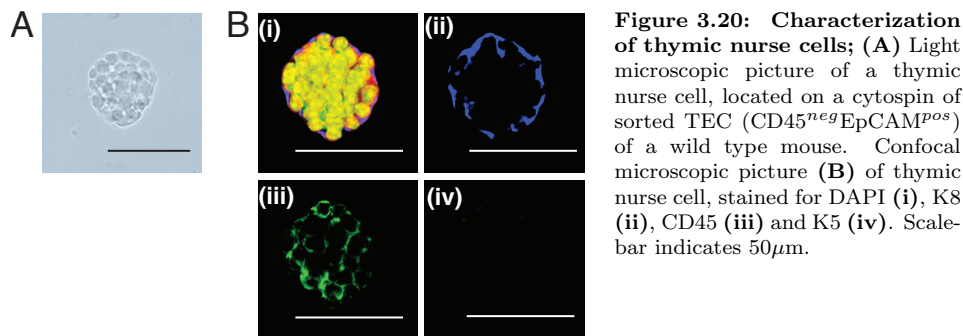 A
B
(i)
(ii)
(iii)
(iv)
Figure 3.20: Characterization
of thymic nurse cells; (A) Light
microscopic picture of a thymic
nurse cell, located on a cytospin of
sorted TEC (CD45negEpCAMpos)
of a wild type mouse. Confocal
microscopic picture (B) of thymic
nurse cell, stained for DAPI (i), K8
(ii), CD45 (iii) and K5 (iv). Scale-
bar indicates 50μm.